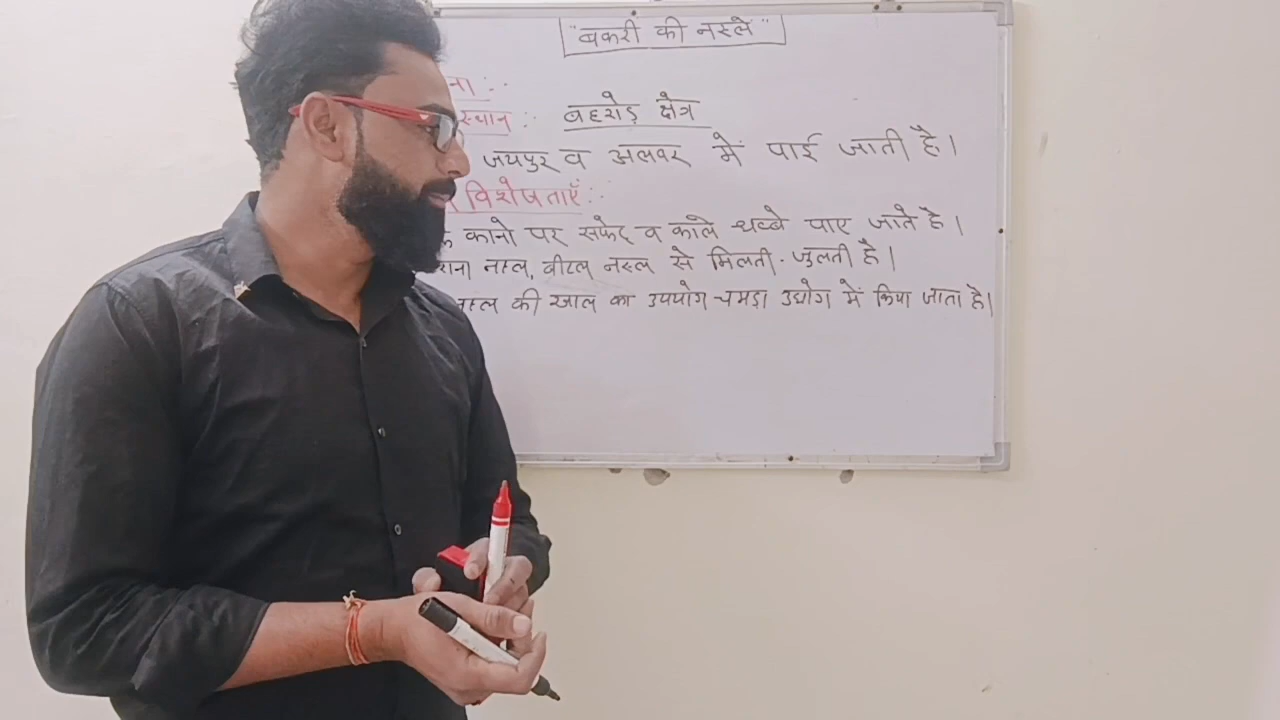 "बकरी की नस्ले"
ना :-
स्थान :- बहरोड़ क्षेत्र
जयपुर व अलवर में पाई जाती है।
विशेषताएँ :-
के कानो पर सफेद व काले धब्बे पाए जाते है।
नस्ल, बीटल नस्ल से मिलती-जुलती है।
नस्ल की खाल का उपयोग चमड़ा उद्योग में किया जाता है।